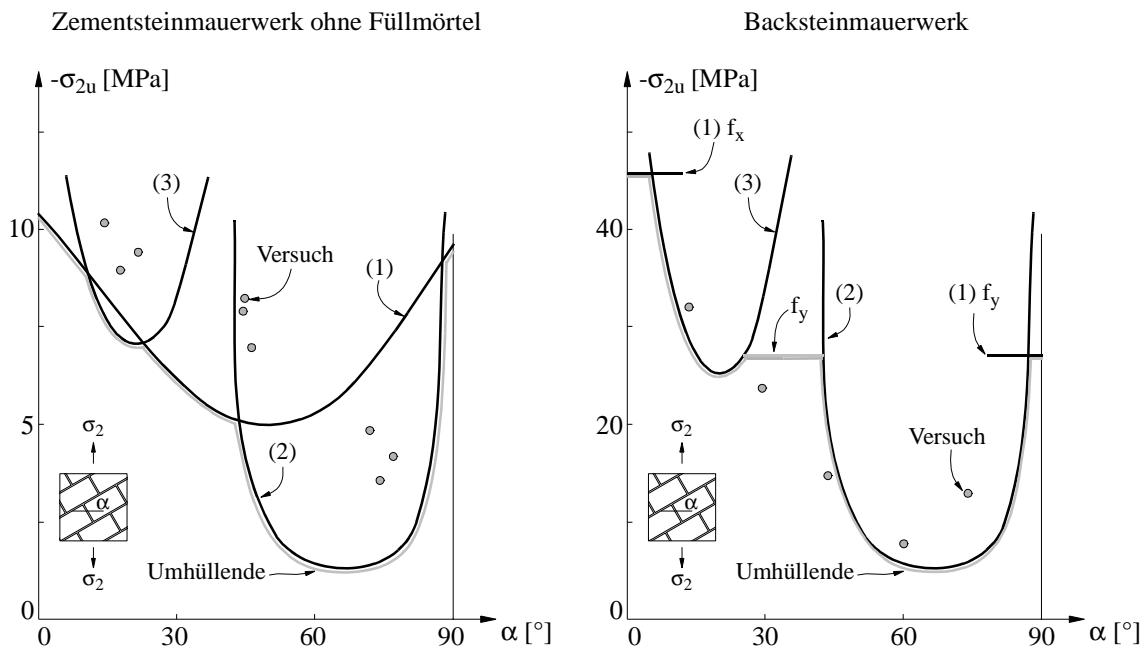 Zementsteinmauerwerk ohne Füllmörtel
-σ2u [MPa]
(3)
10
Versuch
(1)
5
σ2
(2)
α
Umhüllende
σ2
0
0 30 60 90 α [°]
Backsteinmauerwerk
-σ2u [MPa]
(1) fx
(3)
40
(2)
(1) fy
fy
20
Versuch
σ2
α
Umhüllende
σ2
0
0 30 60 90 α [°]